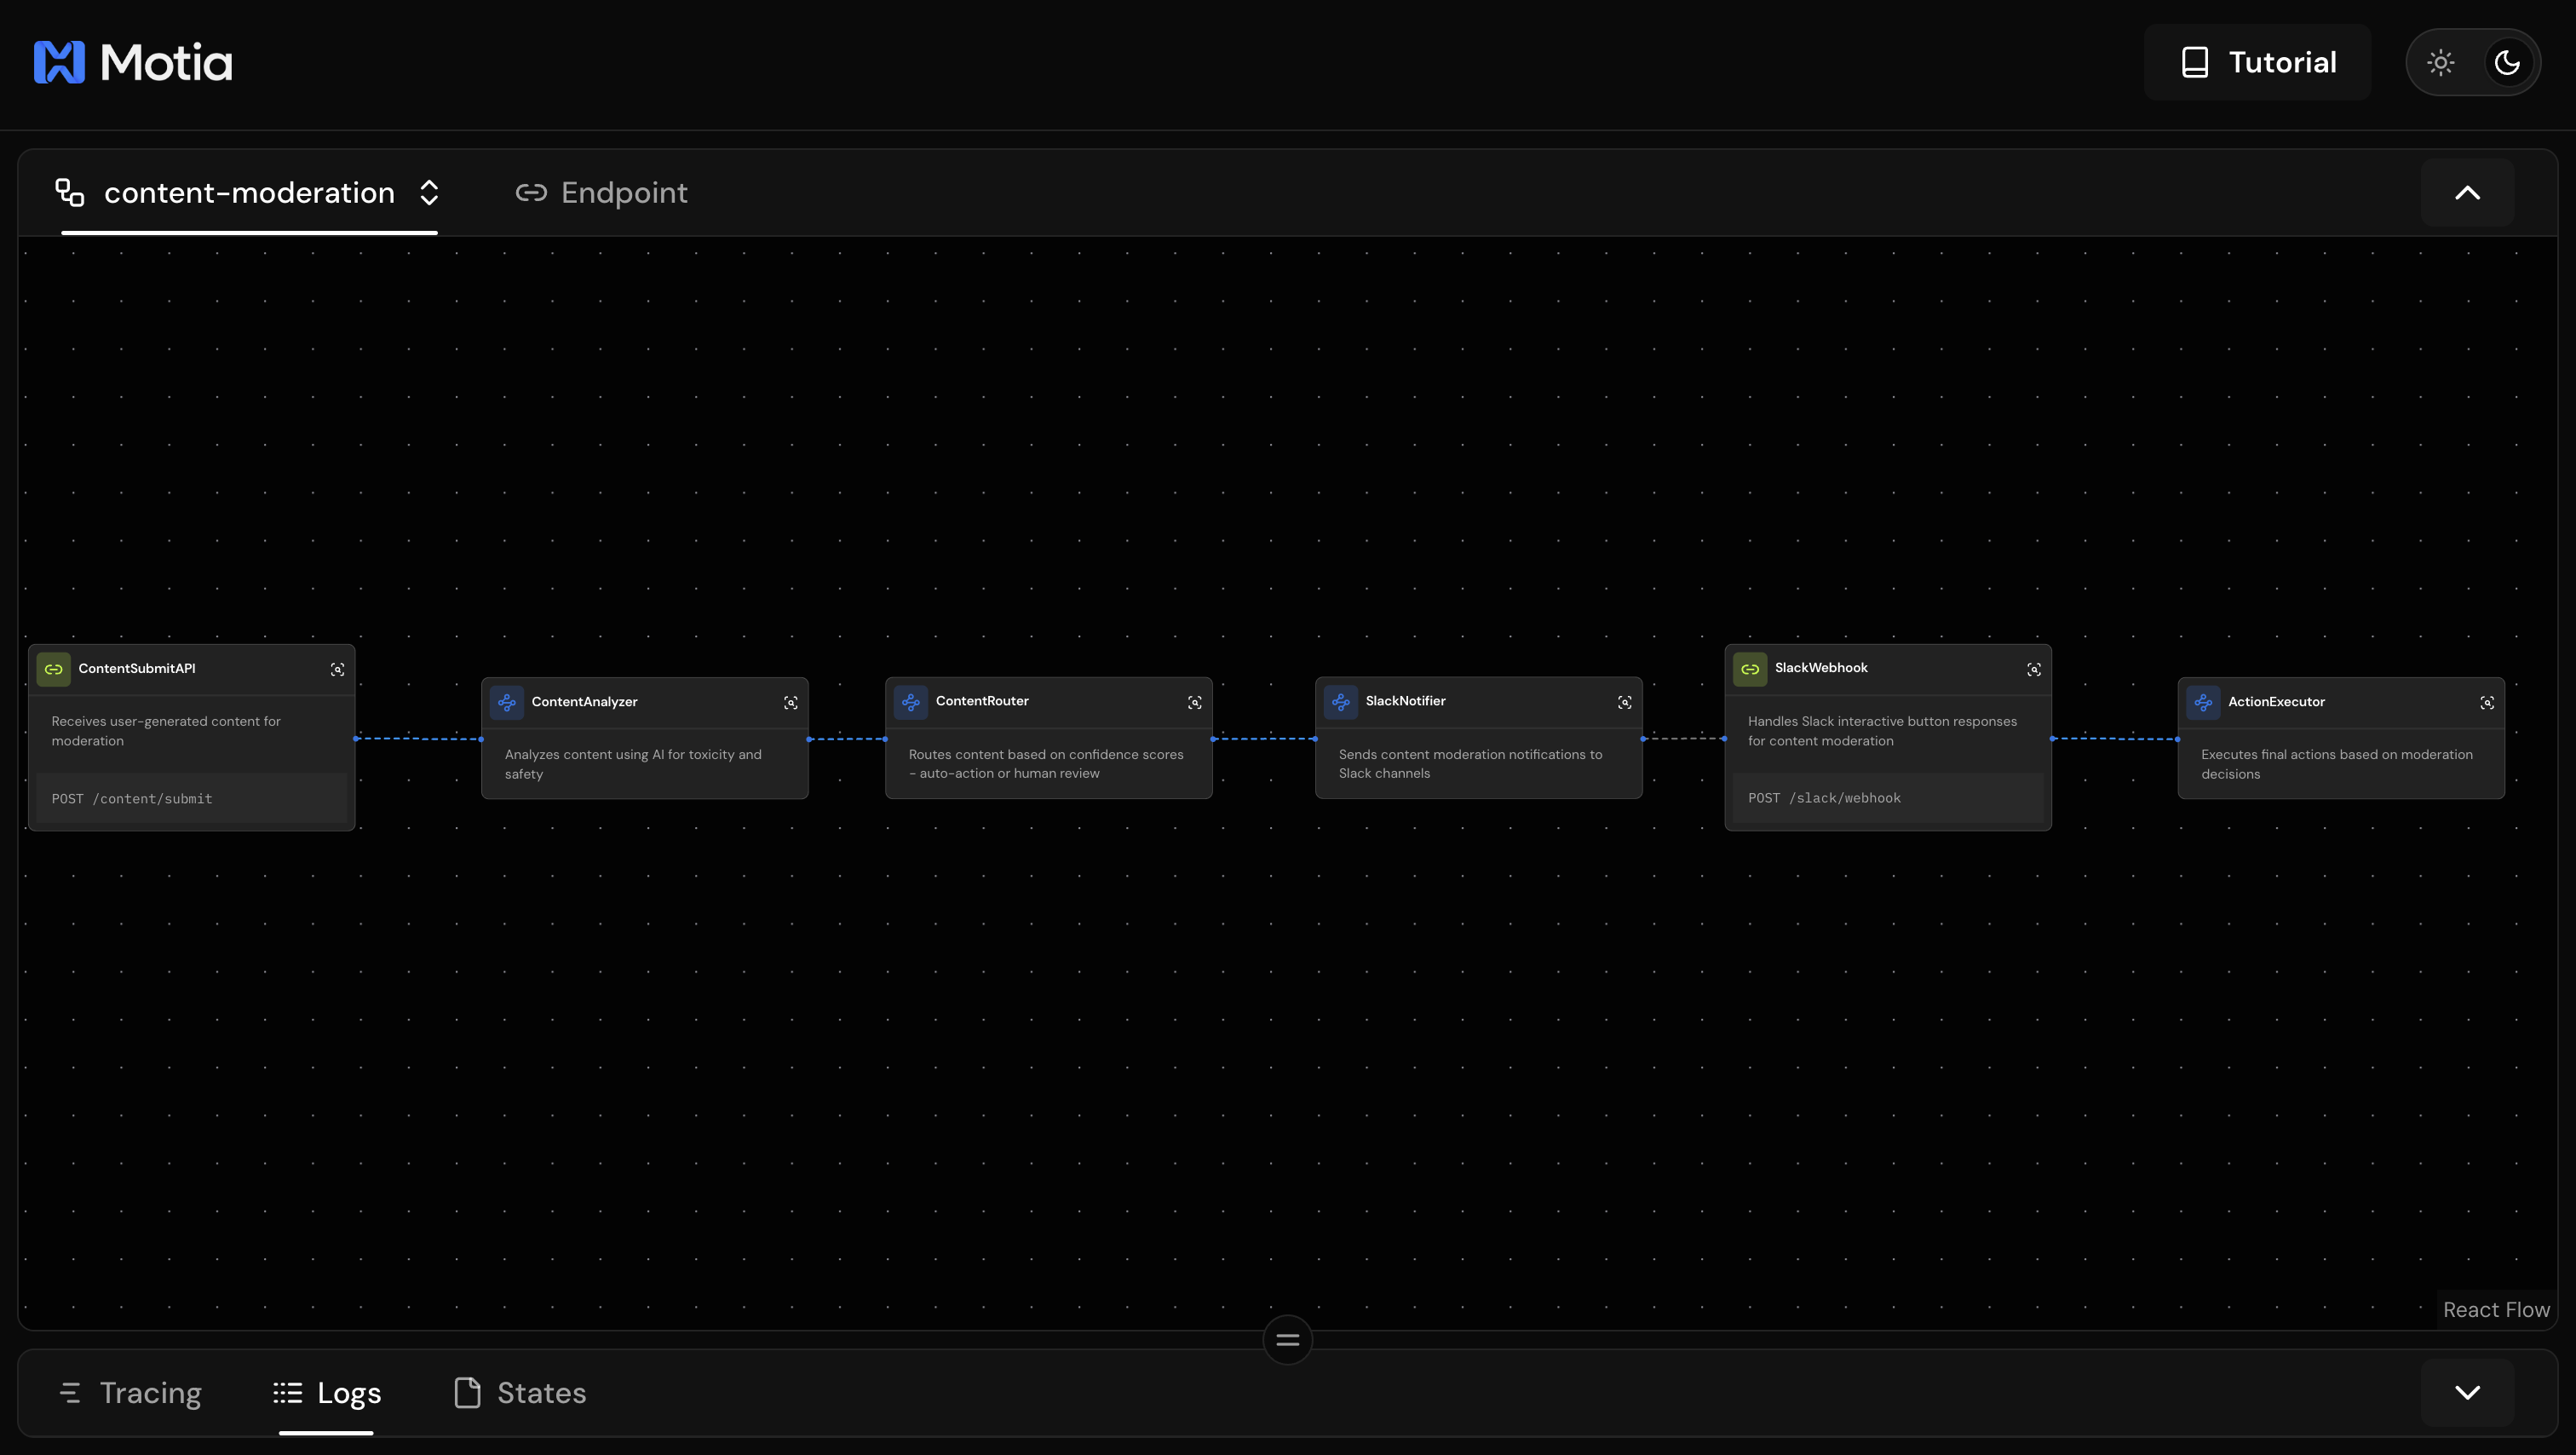 Motia
Tutorial
content-moderation
Endpoint
ContentSubmitAPI
Receives user-generated content for
moderation
POST /content/submit
ContentAnalyzer
Analyzes content using AI for toxicity and
safety
ContentRouter
Routes content based on confidence scores
- auto-action or human review
SlackNotifier
Sends content moderation notifications to
Slack channels
SlackWebhook
Handles Slack interactive button responses
for content moderation
POST /slack/webhook
ActionExecutor
Executes final actions based on moderation
decisions
React Flow
Tracing
Logs
States